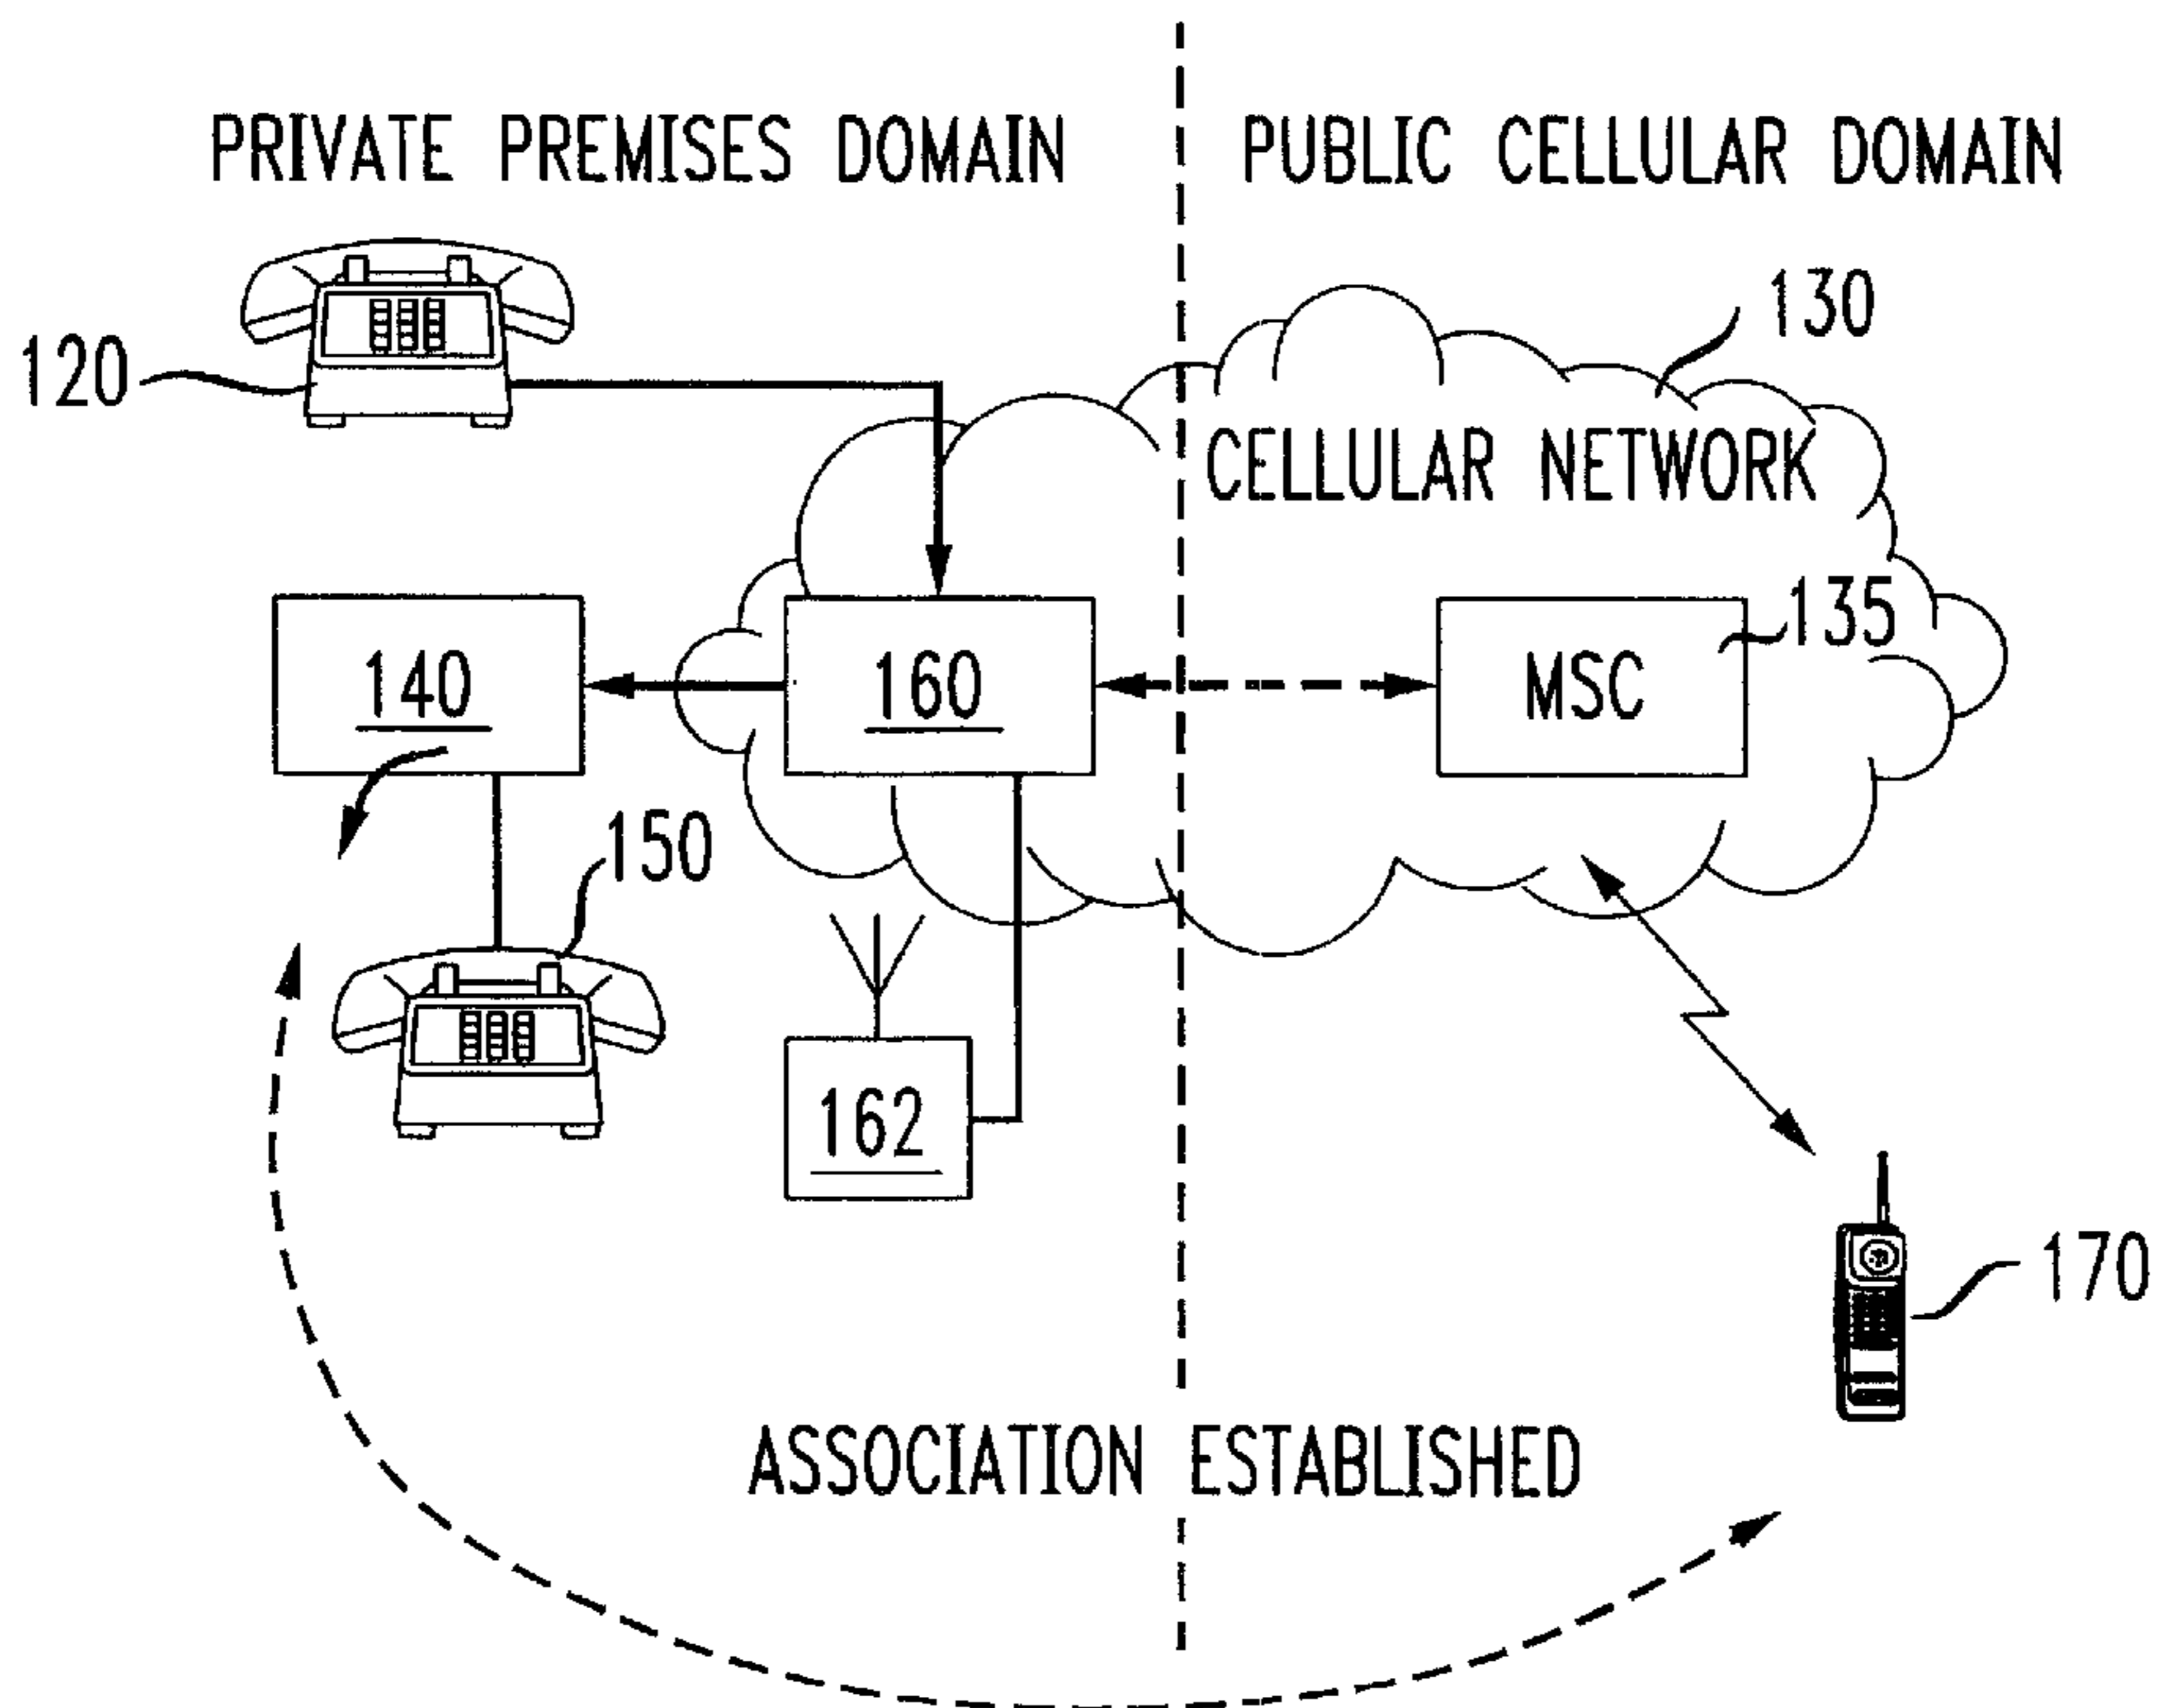 PRIVATE PREMISES DOMAIN
PUBLIC CELLULAR DOMAIN
130
120
CELLULAR NETWORK
135
140
160
MSC
150
162
170
ASSOCIATION ESTABLISHED